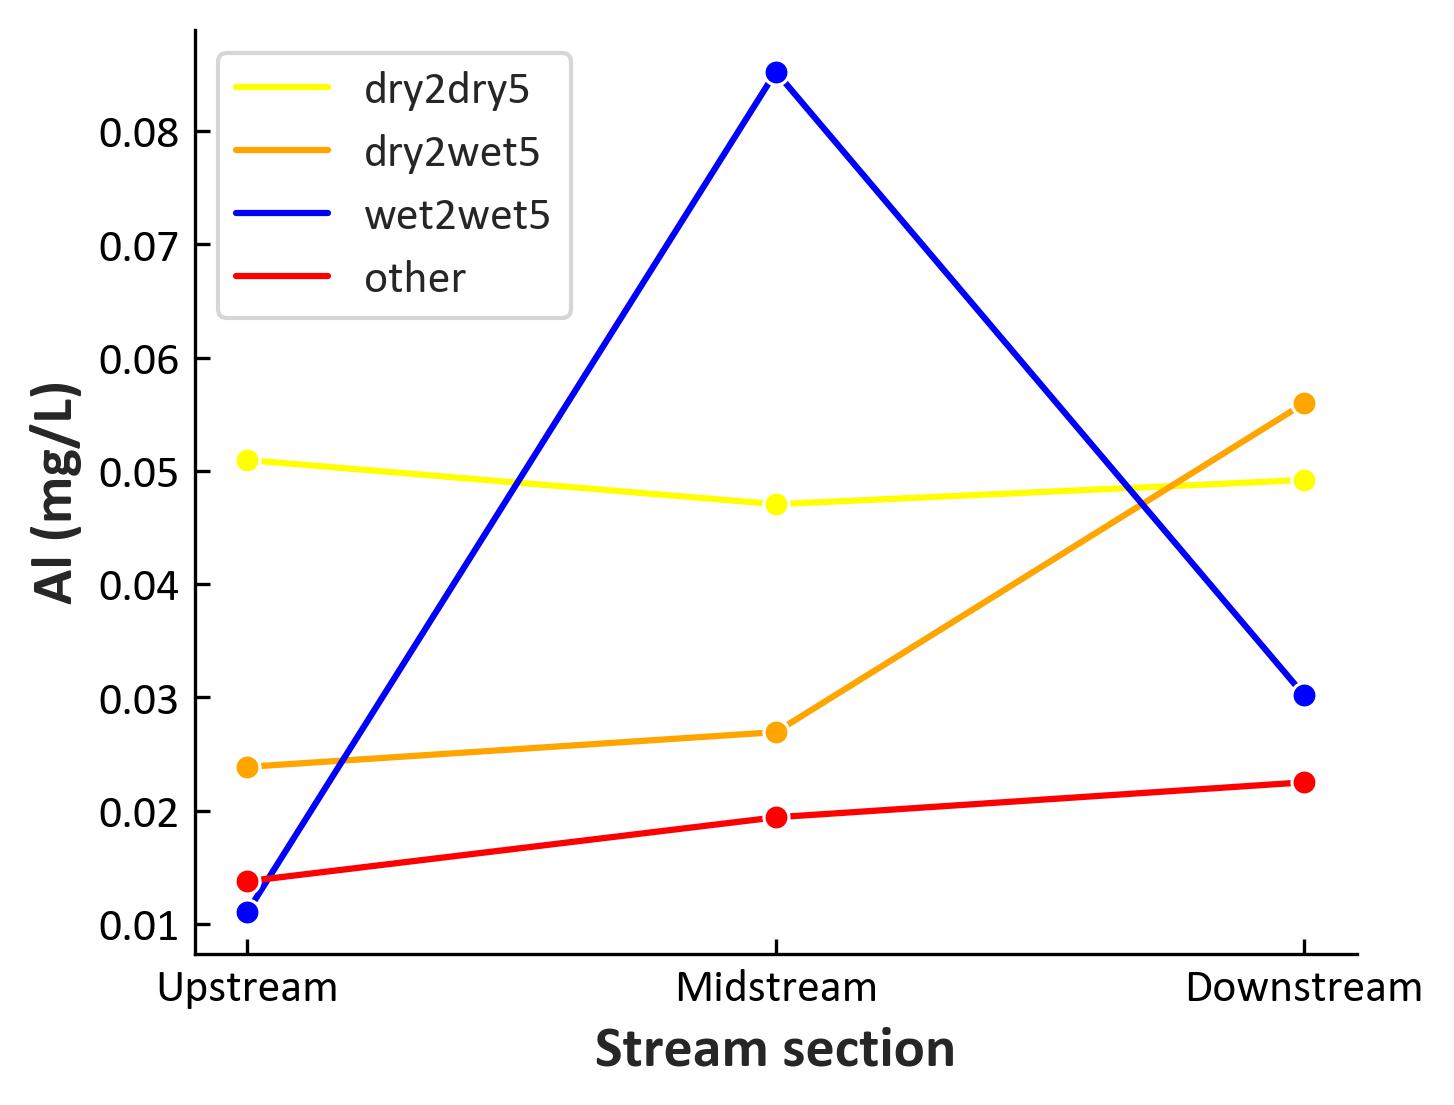 dry2dry5
dry2wet5
wet2wet5
other
0.08
0.07
0.06
0.05
0.04
0.03
0.02
0.01
Al (mg/L)
Upstream Midstream Downstream
Stream section